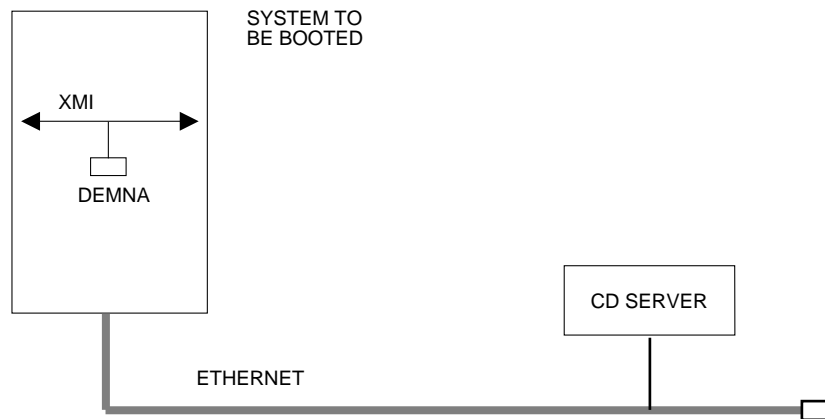 SYSTEM TO
BE BOOTED
XMI
DEMNA
CD SERVER
ETHERNET